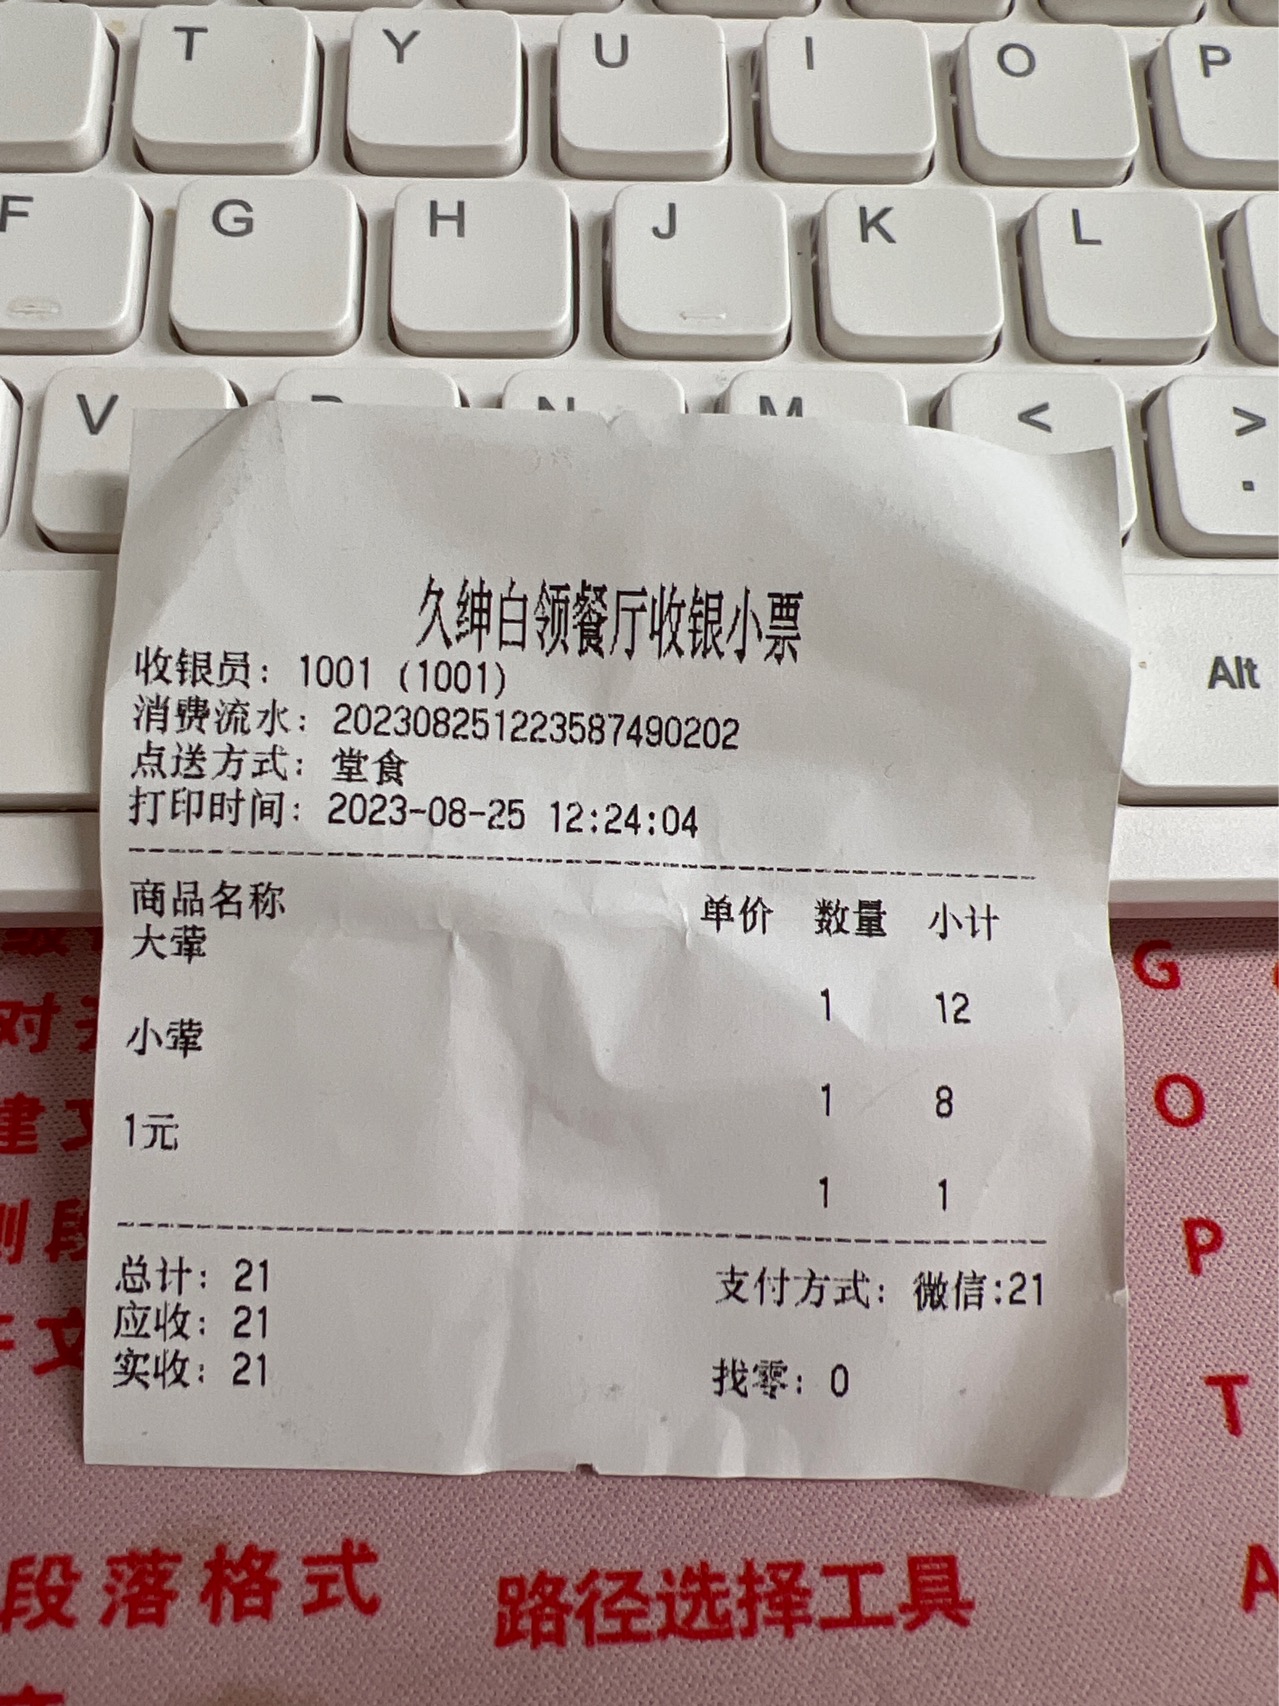 T Y U I O P
F G H J K L
V N M < >
.
Alt
久绅白领餐厅收银小票
收银员: 1001 (1001)
消费流水: 202308251223587490202
点送方式: 堂食
打印时间: 2023-08-25 12:24:04
商品名称 单价 数量 小计
大荤
1 12
小荤
1 8
1元
1 1
总计: 21 支付方式: 微信:21
应收: 21
实收: 21 找零: 0
G
O
P
T
A
段落格式 路径选择工具